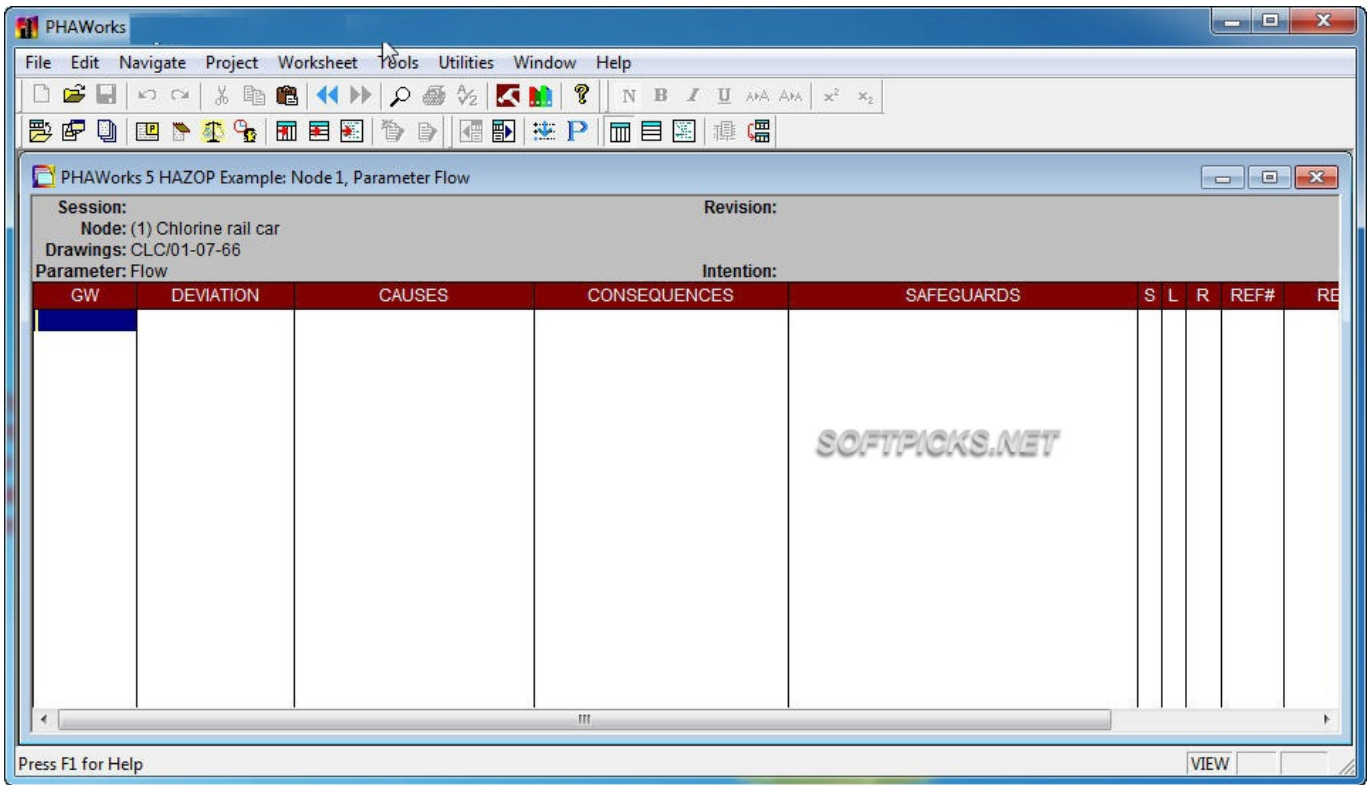 PHAWorks
File Edit Navigate Project Worksheet Tools Utilities Window Help
N B I U x² x₂
PHAWorks 5 HAZOP Example: Node 1, Parameter Flow
Session: Revision:
Node: (1) Chlorine rail car
Drawings: CLC/01-07-66
Parameter: Flow Intention:
GW DEVIATION CAUSES CONSEQUENCES SAFEGUARDS S L R REF# RE
SOFTPICKS.NET
Press F1 for Help VIEW